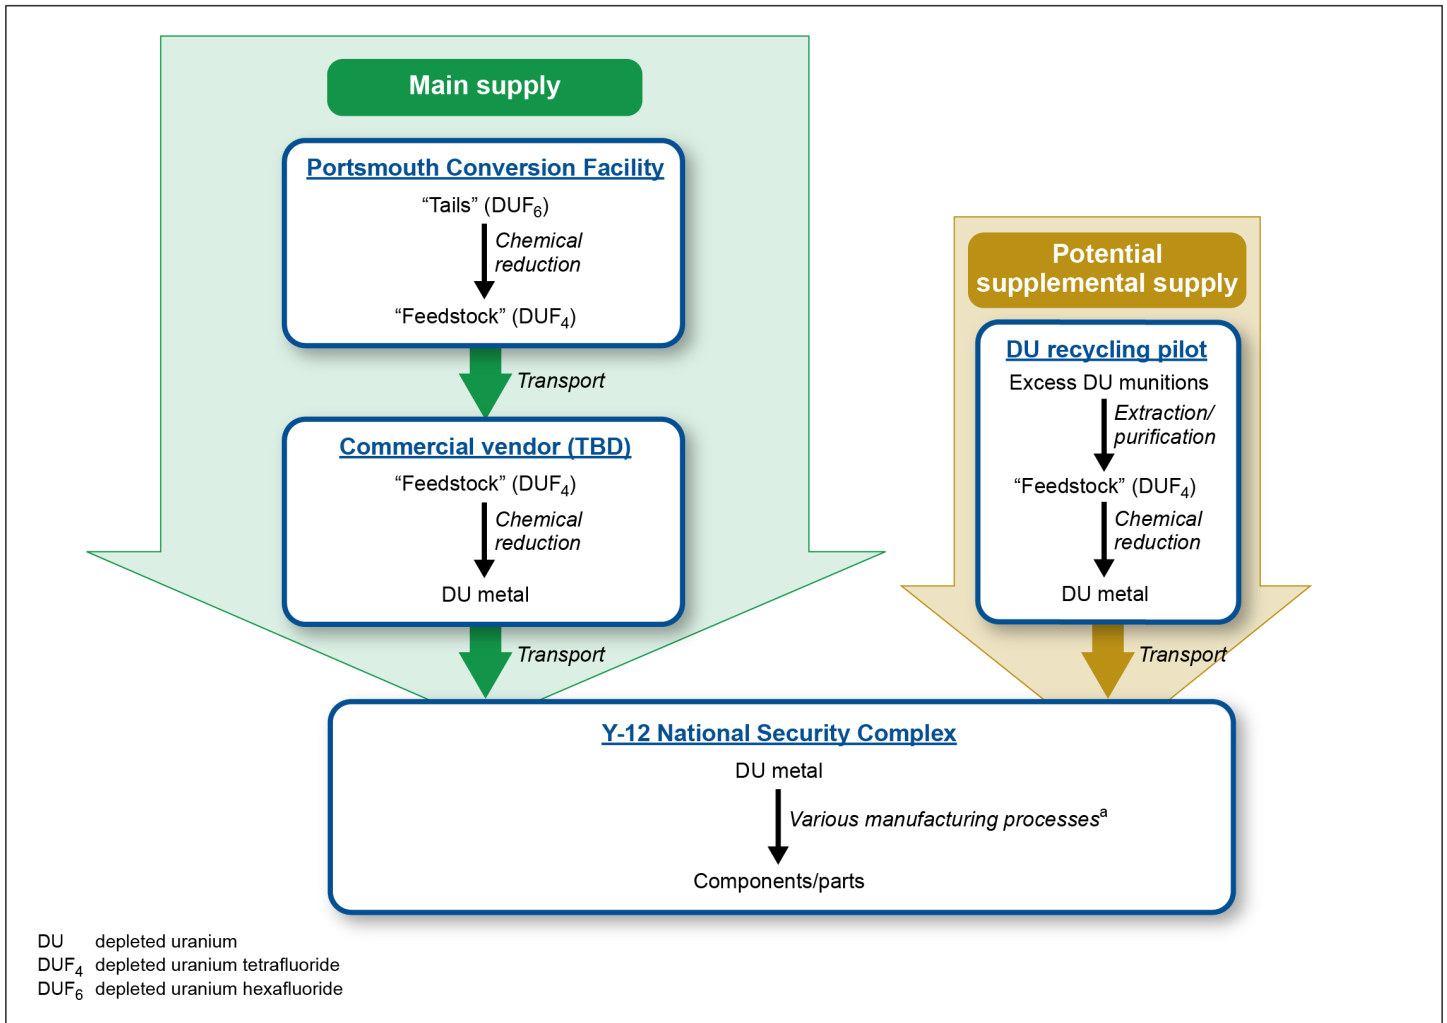 Main supply
Portsmouth Conversion Facility
“Tails” (DUF6)
Chemical
reduction
“Feedstock” (DUF4)
Transport
Commercial vendor (TBD)
“Feedstock” (DUF4)
Chemical
reduction
DU metal
Transport
Potential
supplemental supply
DU recycling pilot
Excess DU munitions
Extraction/
purification
“Feedstock” (DUF4)
Chemical
reduction
DU metal
Transport
Y-12 National Security Complex
DU metal
Various manufacturing processesa
Components/parts
DU depleted uranium
DUF4 depleted uranium tetrafluoride
DUF6 depleted uranium hexafluoride